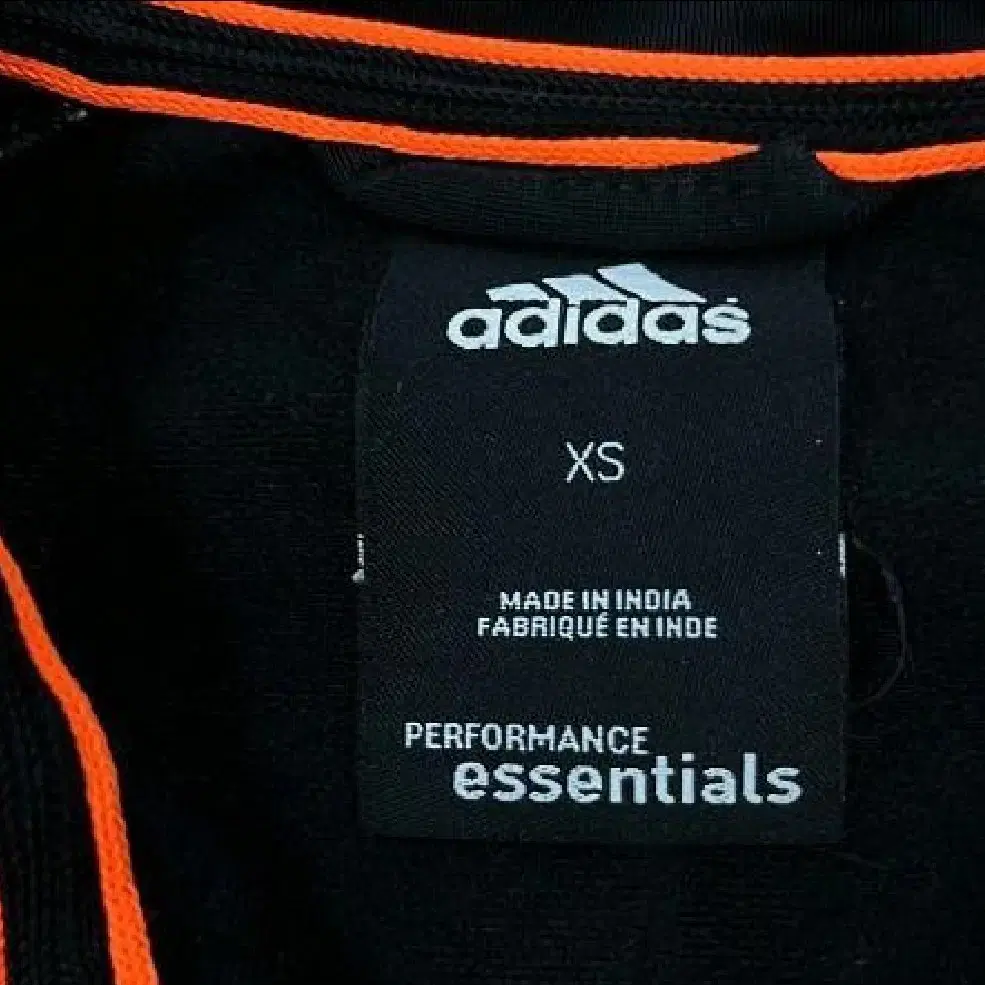 adidas
XS
MADE IN INDIA
FABRIQUÉ EN INDE
PERFORMANCE
essentials